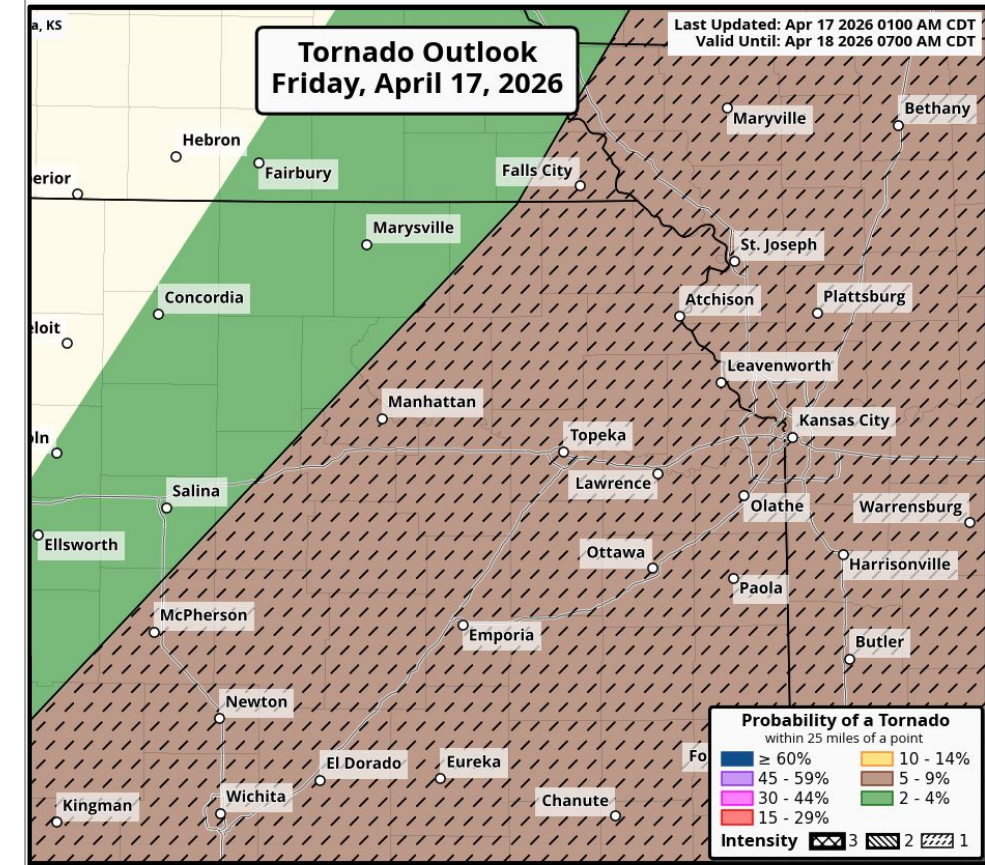 a, KS
Tornado Outlook
Friday, April 17, 2026
Last Updated: Apr 17 2026 0100 AM CDT
Valid Until: Apr 18 2026 0700 AM CDT
Bethany
Maryville
Hebron
Fairbury
Falls City
erior
Marysville
St. Joseph
Concordia
Atchison
Plattsburg
eloit
Leavenworth
Manhattan
Kansas City
Topeka
oln
Lawrence
Salina
Olathe
Warrensburg
Ellsworth
Ottawa
Harrisonville
Paola
McPherson
Emporia
Butler
Newton
Fo
El Dorado
Eureka
Wichita
Kingman
Chanute
Probability of a Tornado
within 25 miles of a point
≥ 60%
45 - 59%
30 - 44%
15 - 29%
10 - 14%
5 - 9%
2 - 4%
Intensity 3 2 1